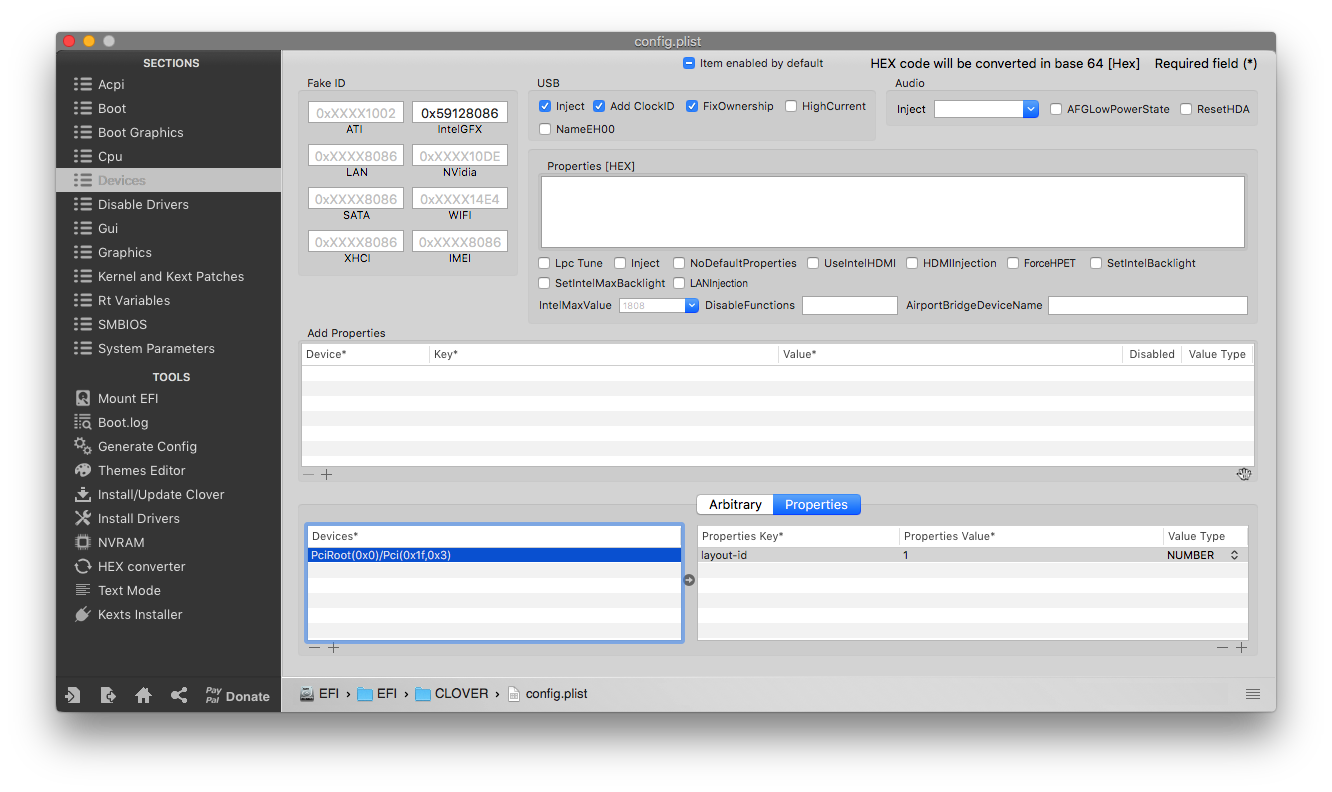 config.plist
SECTIONS
Acpi
Boot
Boot Graphics
Cpu
Devices
Disable Drivers
Gui
Graphics
Kernel and Kext Patches
Rt Variables
SMBIOS
System Parameters
TOOLS
Mount EFI
Boot.log
Generate Config
Themes Editor
Install/Update Clover
Install Drivers
NVRAM
HEX converter
Text Mode
Kexts Installer
Pay
Pal Donate
Item enabled by default HEX code will be converted in base 64 [Hex] Required field (*)
Fake ID
0xXXXX1002 0x59128086
ATI IntelGFX
0xXXXX8086 0xXXXX10DE
LAN NVidia
0xXXXX8086 0xXXXX14E4
SATA WIFI
0xXXXX8086 0xXXXX8086
XHCI IMEI
USB
Inject Add ClockID FixOwnership HighCurrent
NameEH00
Audio
Inject AFGLowPowerState ResetHDA
Properties [HEX]
Lpc Tune Inject NoDefaultProperties UseIntelHDMI HDMIInjection ForceHPET SetIntelBacklight
SetIntelMaxBacklight LANInjection
IntelMaxValue 1808 DisableFunctions AirportBridgeDeviceName
Add Properties
Device* Key* Value* Disabled Value Type
Arbitrary Properties
Devices*
PciRoot(0x0)/Pci(0x1f,0x3)
Properties Key* Properties Value* Value Type
layout-id 1 NUMBER
EFI › EFI › CLOVER › config.plist